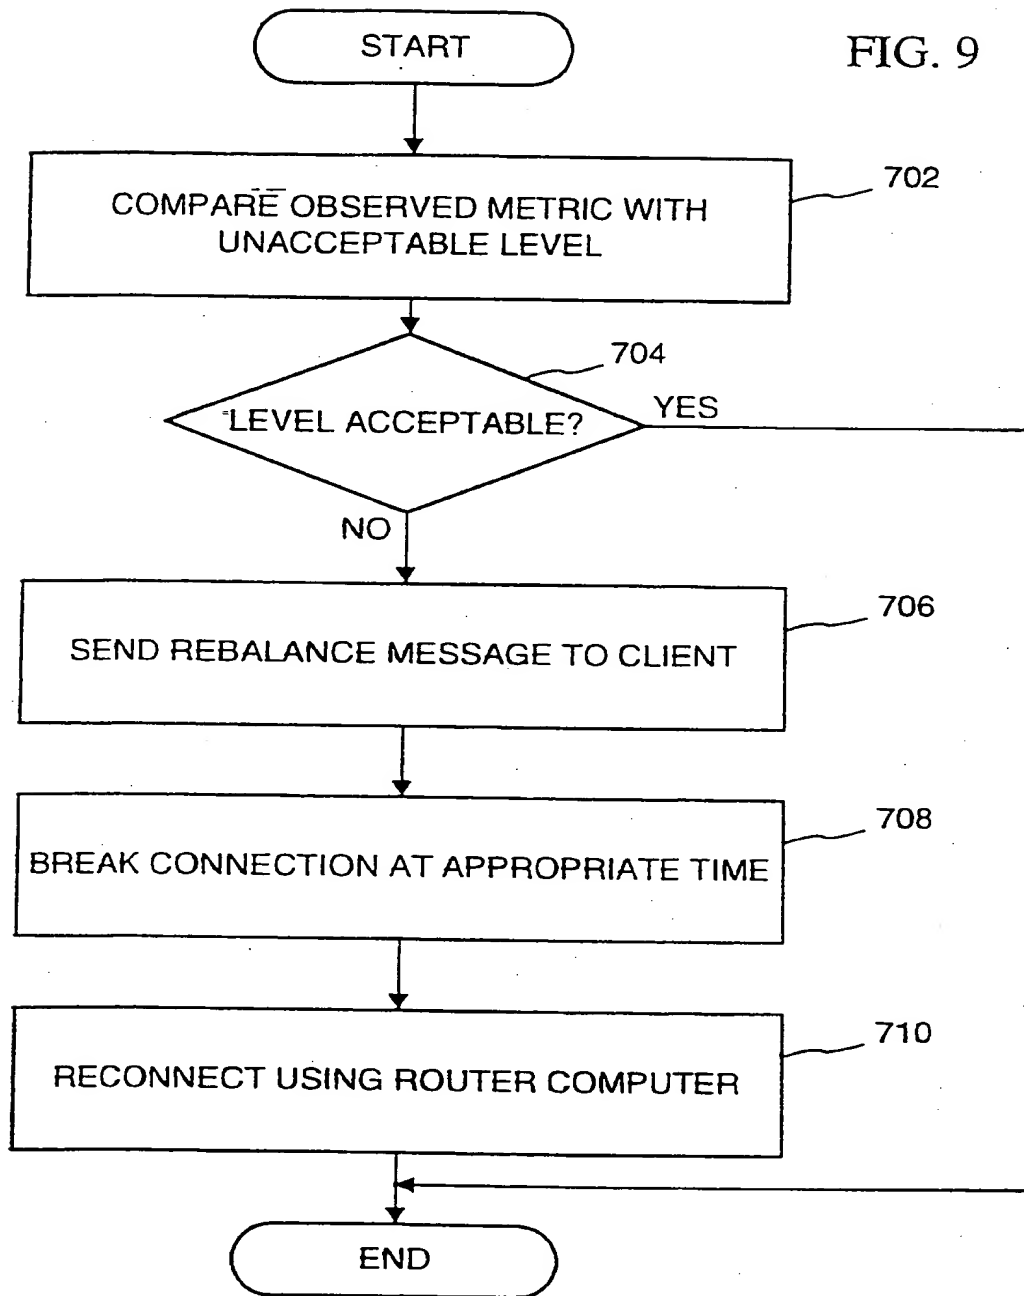 START
FIG. 9
COMPARE OBSERVED METRIC WITH
UNACCEPTABLE LEVEL
702
704
LEVEL ACCEPTABLE?
YES
NO
SEND REBALANCE MESSAGE TO CLIENT
706
BREAK CONNECTION AT APPROPRIATE TIME
708
RECONNECT USING ROUTER COMPUTER
710
END